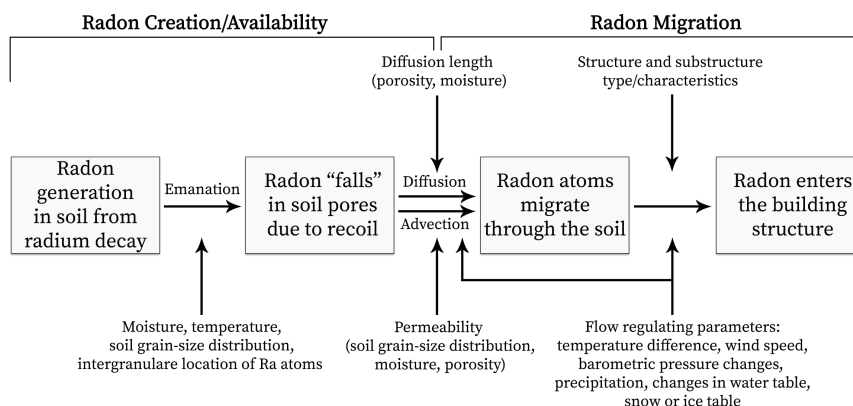 Radon Creation/Availability
Radon Migration
Diffusion length
(porosity, moisture)
Structure and substructure
type/characteristics
Radon
generation
in soil from
radium decay
Emanation
Radon “falls”
in soil pores
due to recoil
Diffusion
Advection
Radon atoms
migrate
through the soil
Radon enters
the building
structure
Moisture, temperature,
soil grain-size distribution,
intergranulare location of Ra atoms
Permeability
(soil grain-size distribution,
moisture, porosity)
Flow regulating parameters:
temperature difference, wind speed,
barometric pressure changes,
precipitation, changes in water table,
snow or ice table